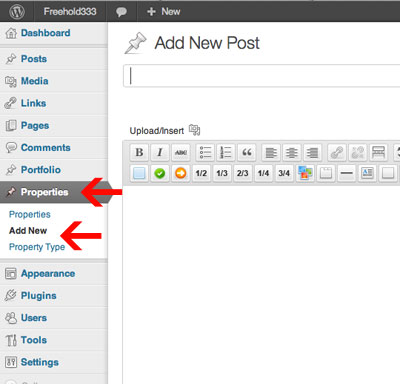 Freehold333 + New
Dashboard
Add New Post
Posts
Media
Links
Pages
Comments
Portfolio
Properties
Properties
Add New
Property Type
Appearance
Plugins
Users
Tools
Settings
Upload/Insert
B I ABC
1/2 1/3 2/3 1/4 3/4